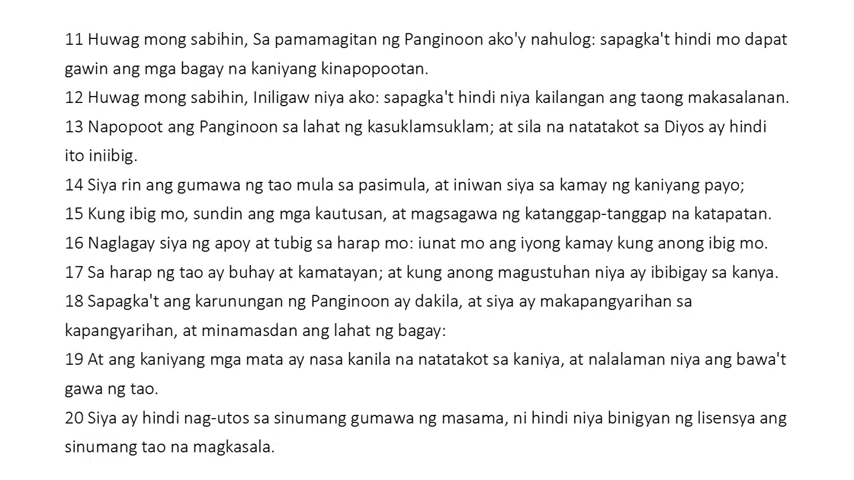 11 Huwag mong sabihin, Sa pamamagitan ng Panginoon ako'y nahulog: sapagka't hindi mo dapat
gawin ang mga bagay na kaniyang kinapopootan.
12 Huwag mong sabihin, Iniligaw niya ako: sapagka't hindi niya kailangan ang taong makasalanan.
13 Napopoot ang Panginoon sa lahat ng kasuklamsuklam; at sila na natatakot sa Diyos ay hindi
ito iniibig.
14 Siya rin ang gumawa ng tao mula sa pasimula, at iniwan siya sa kamay ng kaniyang payo;
15 Kung ibig mo, sundin ang mga kautusan, at magsagawa ng katanggap-tanggap na katapatan.
16 Naglagay siya ng apoy at tubig sa harap mo: iunat mo ang iyong kamay kung anong ibig mo.
17 Sa harap ng tao ay buhay at kamatayan; at kung anong magustuhan niya ay ibibigay sa kanya.
18 Sapagka't ang karunungan ng Panginoon ay dakila, at siya ay makapangyarihan sa
kapangyarihan, at minamasdan ang lahat ng bagay:
19 At ang kaniyang mga mata ay nasa kanila na natatakot sa kaniya, at nalalaman niya ang bawa't
gawa ng tao.
20 Siya ay hindi nag-utos sa sinumang gumawa ng masama, ni hindi niya binigyan ng lisensya ang
sinumang tao na magkasala.